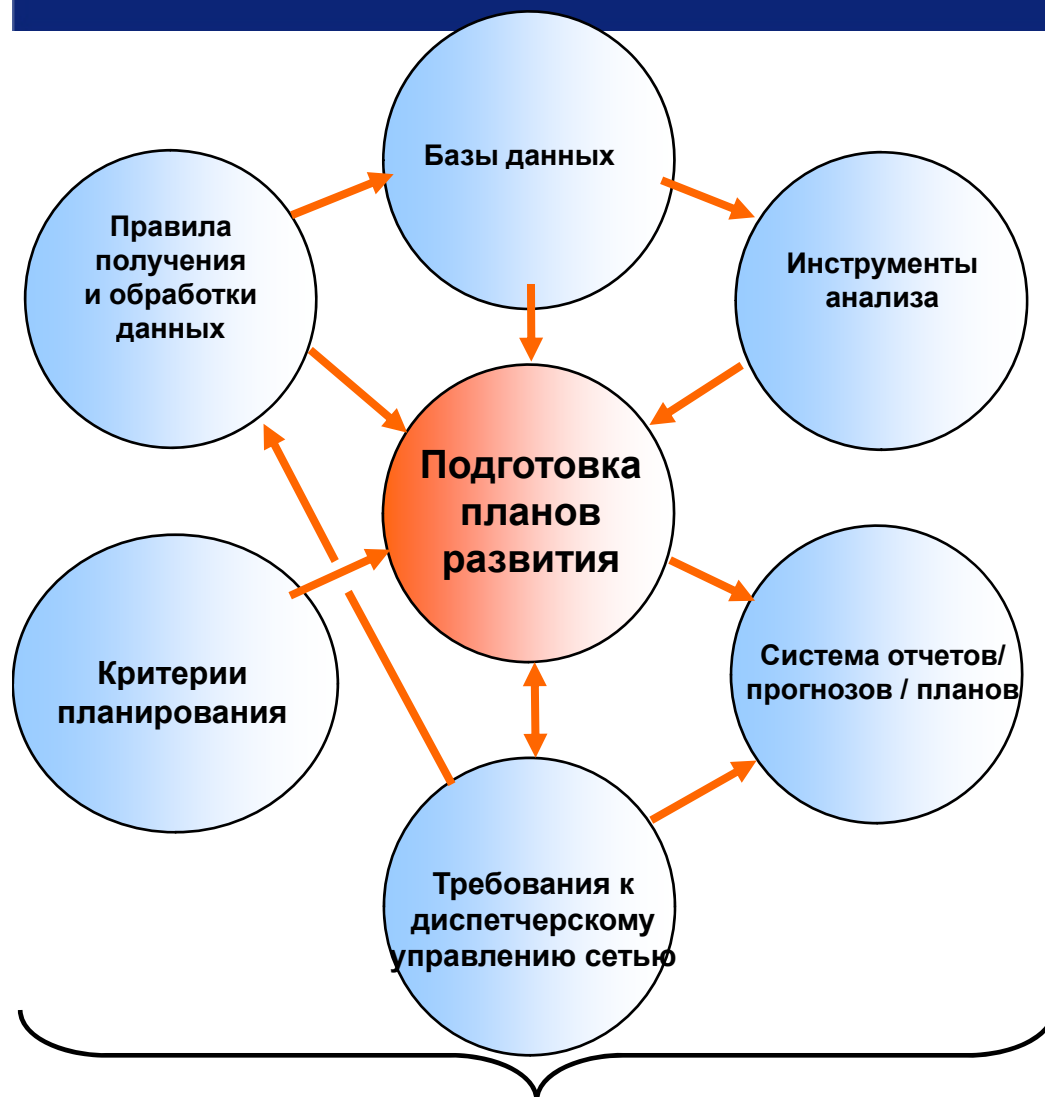 Базы данных
Правила
получения
и обработки
данных
Инструменты
анализа
Подготовка
планов
развития
Критерии
планирования
Система отчетов/
прогнозов / планов
Требования к
диспетчерскому
управлению сетью